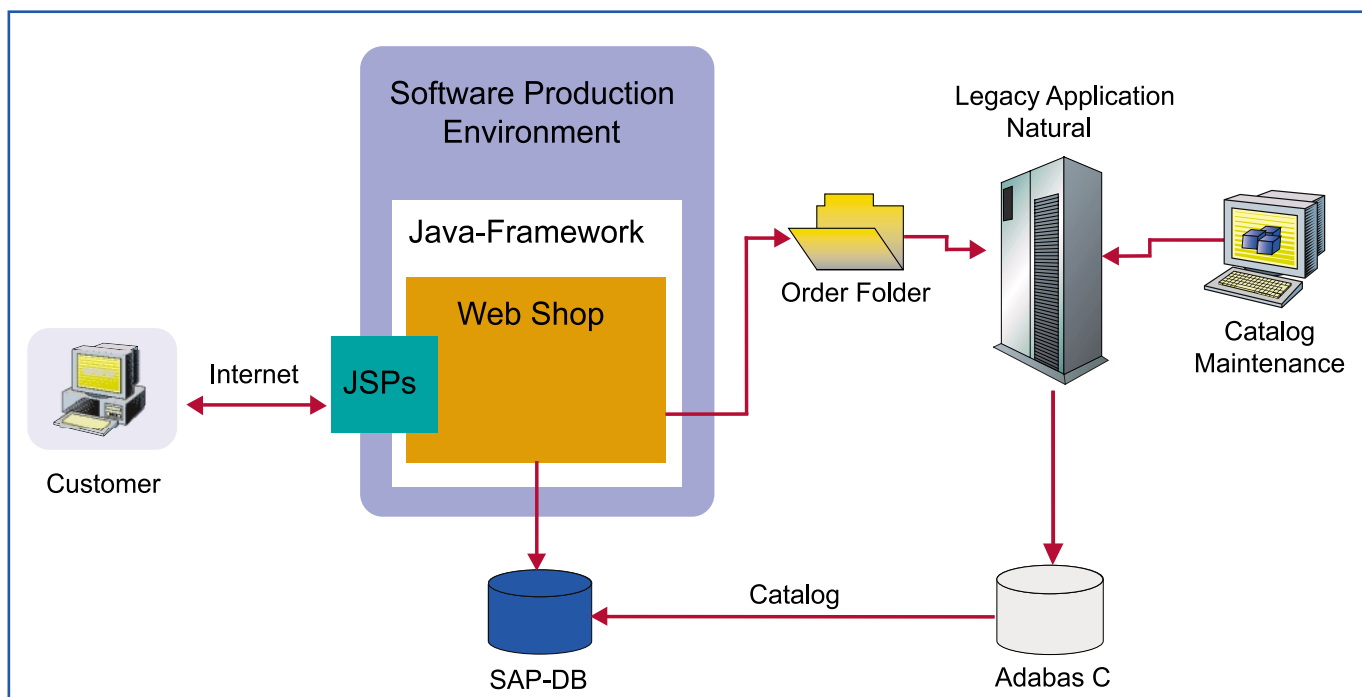 Software Production
Environment
Legacy Application
Natural
Java-Framework
Web Shop
Order Folder
Catalog
Maintenance
Internet
JSPs
Customer
Catalog
SAP-DB
Adabas C